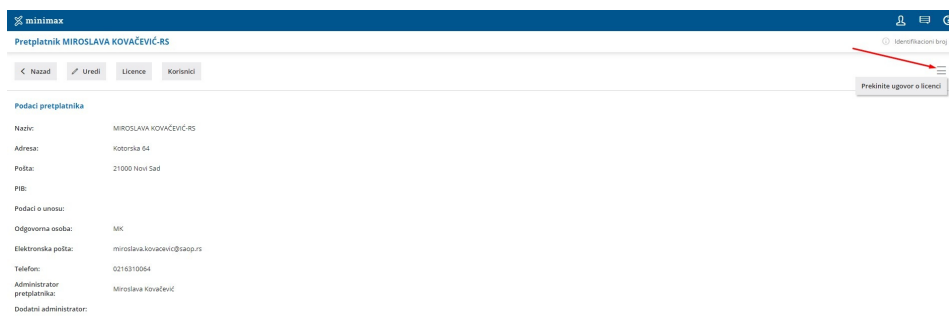 minimax
Pretplatnik MIROSLAVA KOVAČEVIĆ-RS
Identifikacioni broj
Nazad Uredi Licence Korisnici
Prekinite ugovor o licenci
Podaci pretplatnika
Naziv: MIROSLAVA KOVAČEVIĆ-RS
Adresa: Kotorska 64
Pošta: 21000 Novi Sad
PIB:
Podaci o unosu:
Odgovorna osoba: MK
Elektronska pošta: miroslava.kovacevic@saop.rs
Telefon: 0216310064
Administrator
pretplatnika: Miroslava Kovačević
Dodatni administrator: